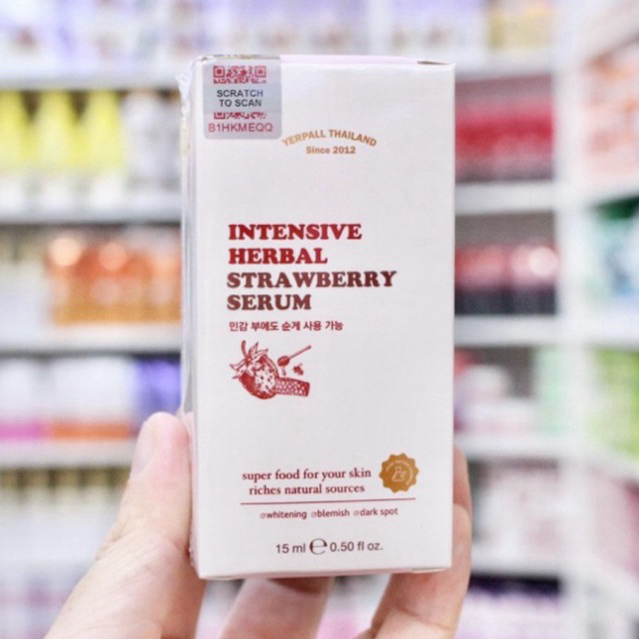 SCRATCH
TO SCAN
B1HKMEQQ
YERPALL THAILAND
Since 2012
INTENSIVE
HERBAL
STRAWBERRY
SERUM
민감 부에도 순게 사용 가능
super food for your skin
riches natural sources
@whitening @blemish @dark spot
15 ml ℮ 0.50 fl oz.